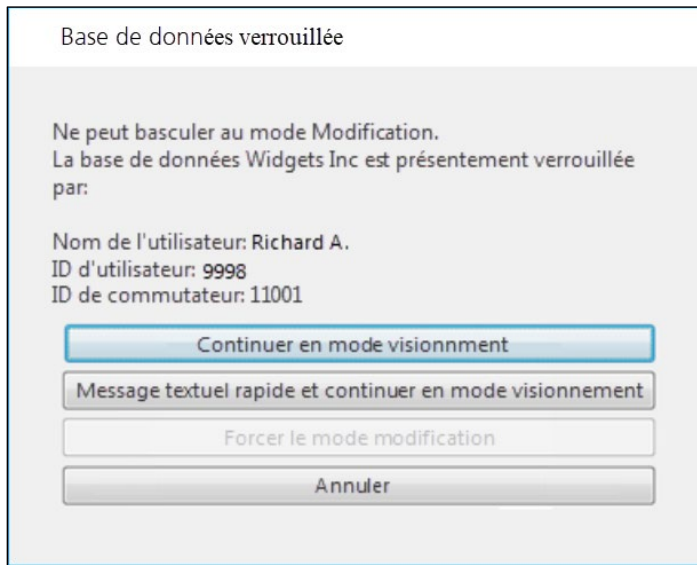 Base de données verrouillée
Ne peut basculer au mode Modification.
La base de données Widgets Inc est présentement verrouillée
par:
Nom de l'utilisateur: Richard A.
ID d'utilisateur: 9998
ID de commutateur: 11001
Continuer en mode visionnment
Message textuel rapide et continuer en mode visionnement
Forcer le mode modification
Annuler